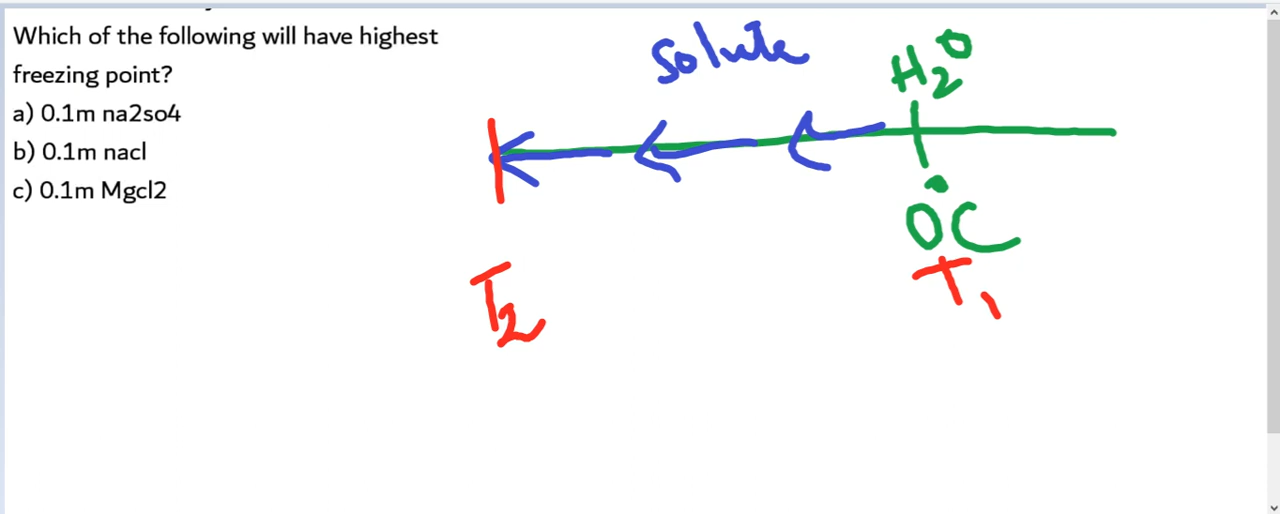 Which of the following will have highest
freezing point?
a) 0.1m na2so4
b) 0.1m nacl
c) 0.1m Mgcl2
Solute
H2O
0°C
T1
T2